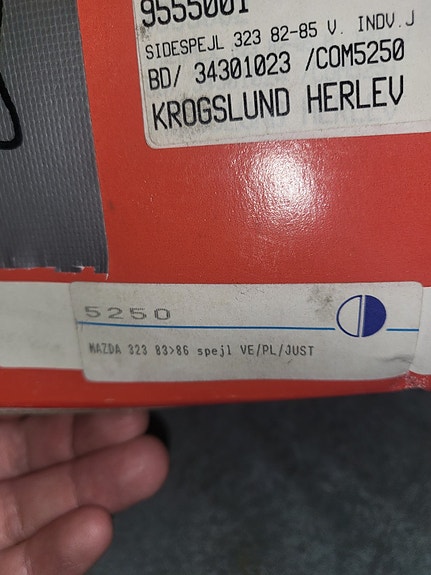 9555001
SIDESPEJL 323 82-85 V. INDV.J
BD/ 34301023 /COM5250
KROGSLUND HERLEV
5250
MAZDA 323 83>86 spejl VE/PL/JUST